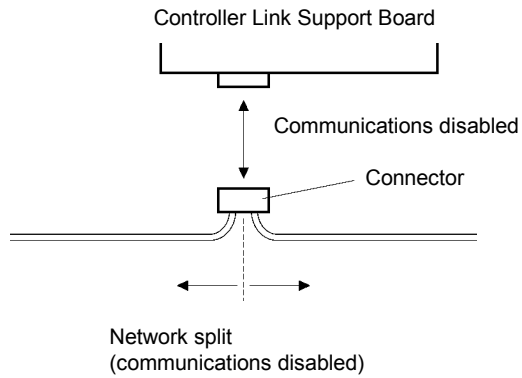 Controller Link Support Board
Communications disabled
Connector
Network split
(communications disabled)